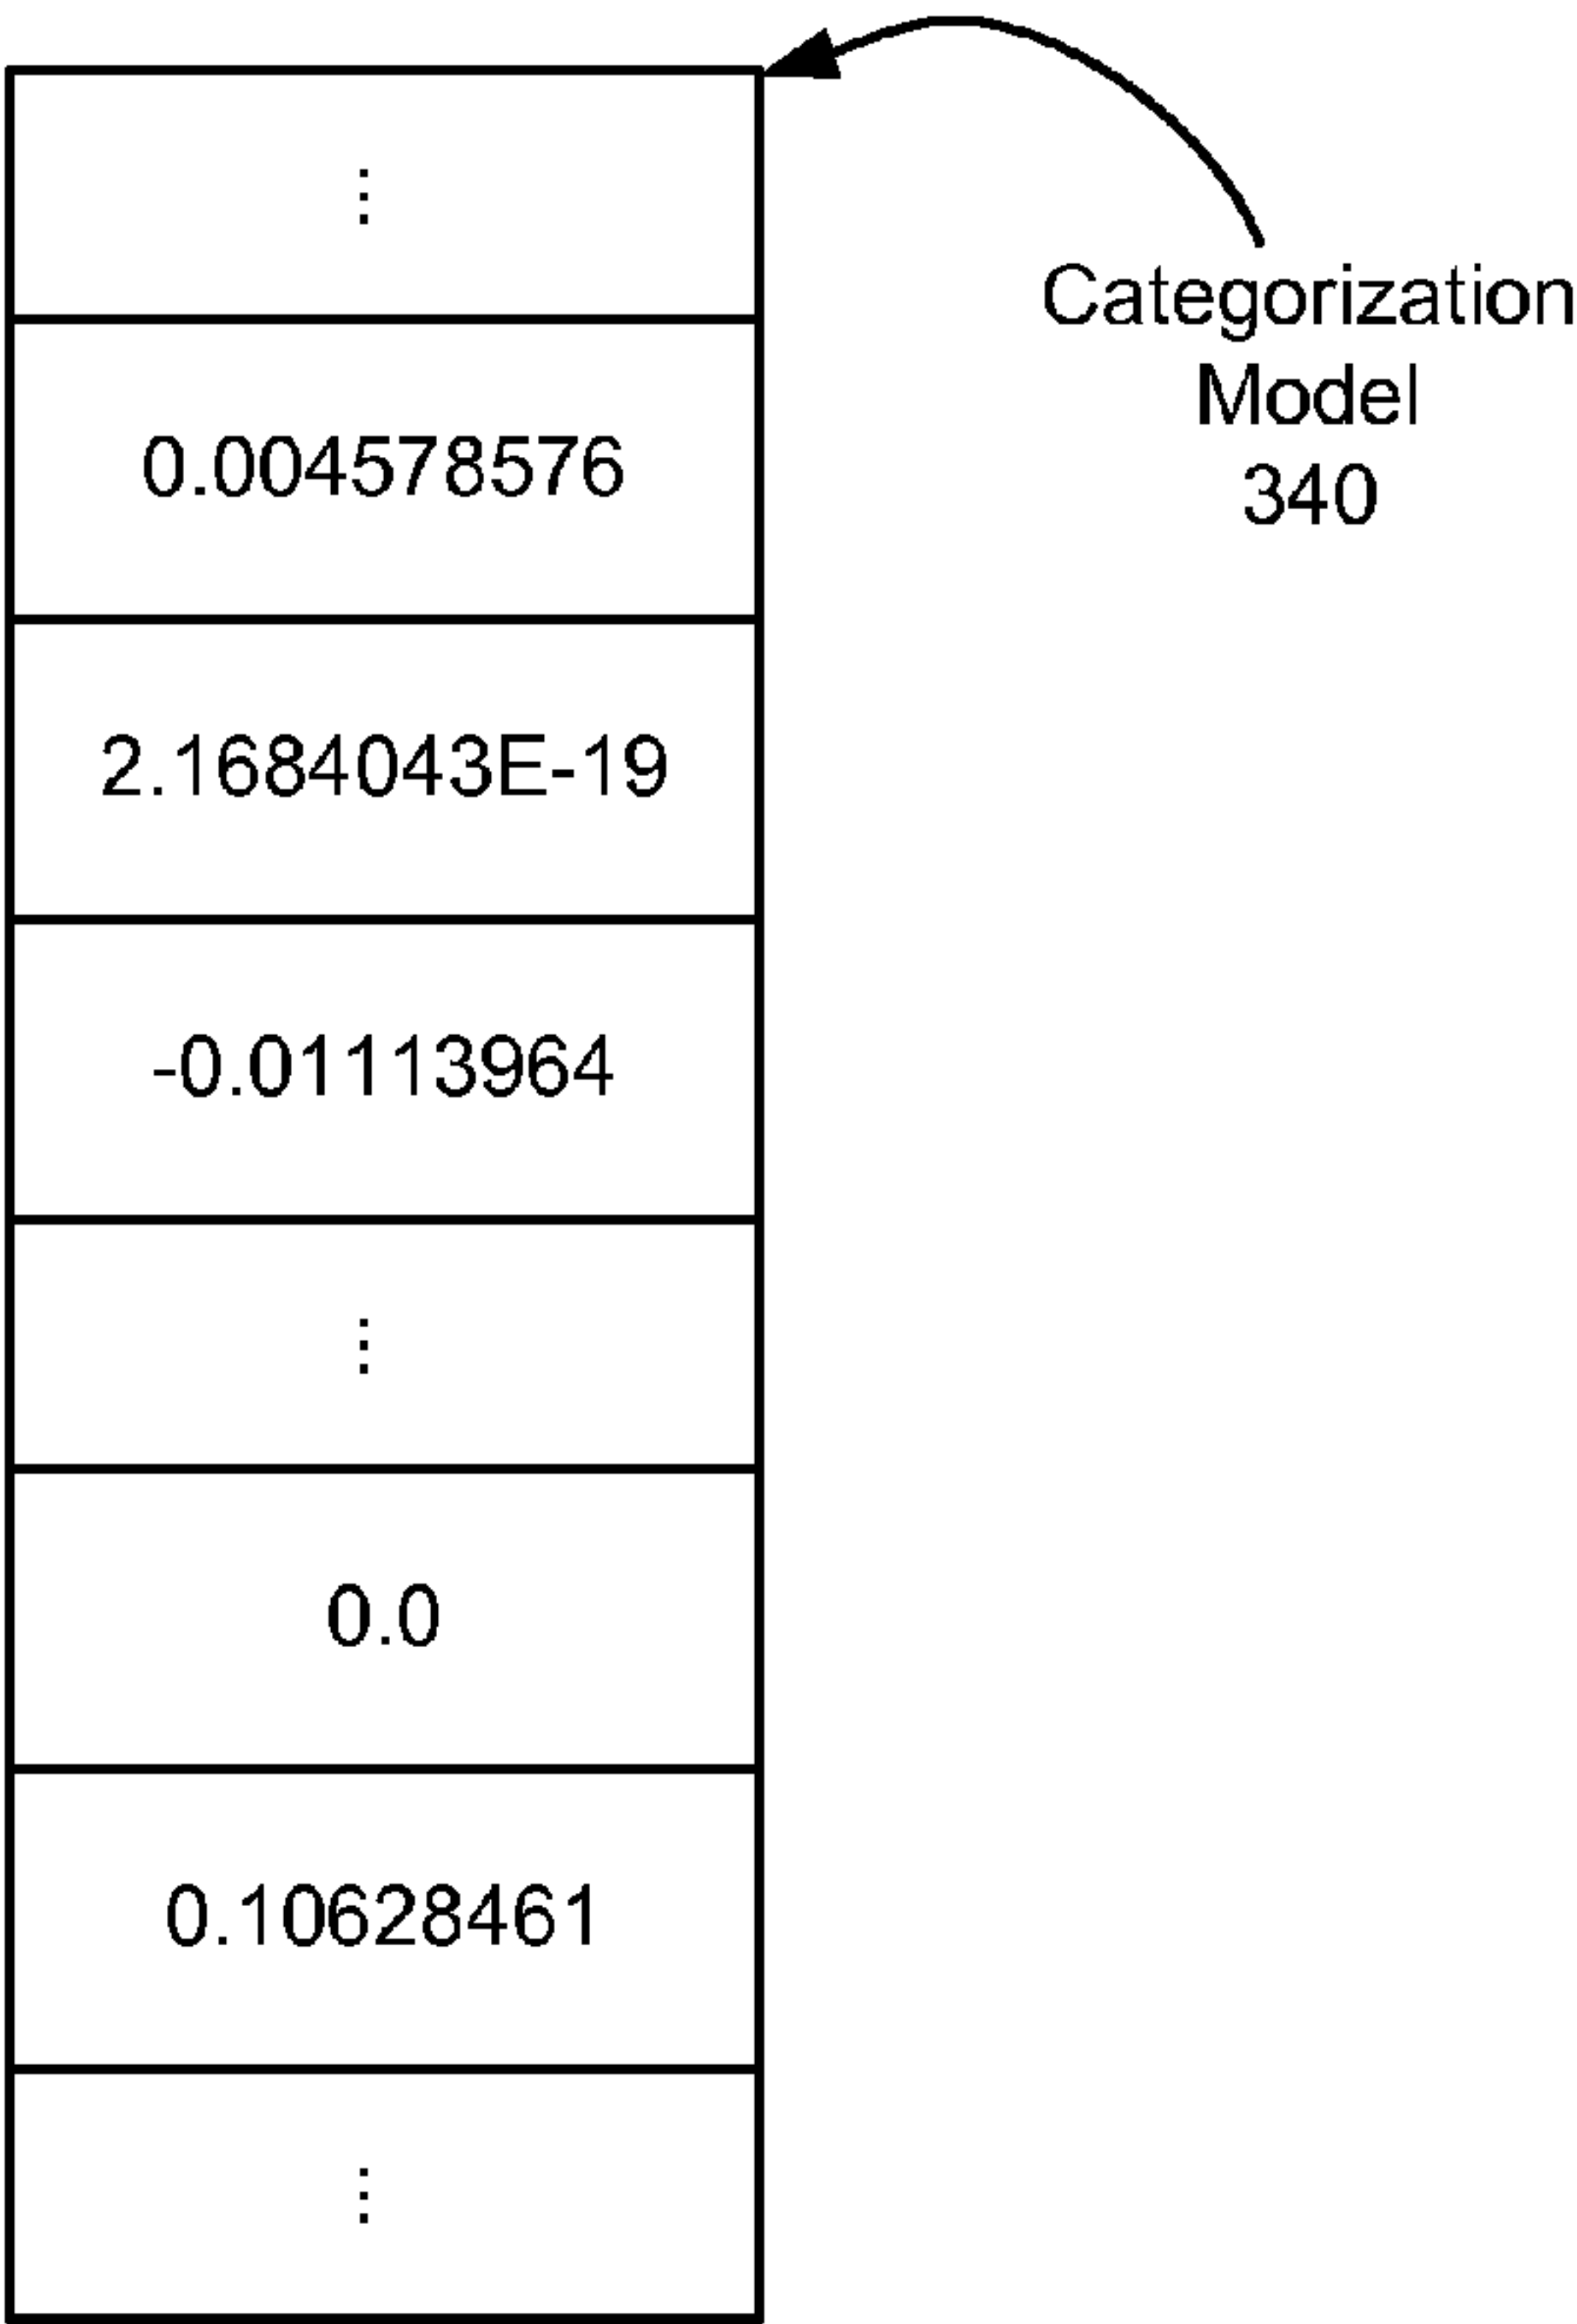 ⋮
0.004578576
2.1684043E-19
-0.01113964
⋮
0.0
0.10628461
⋮
Categorization
Model
340